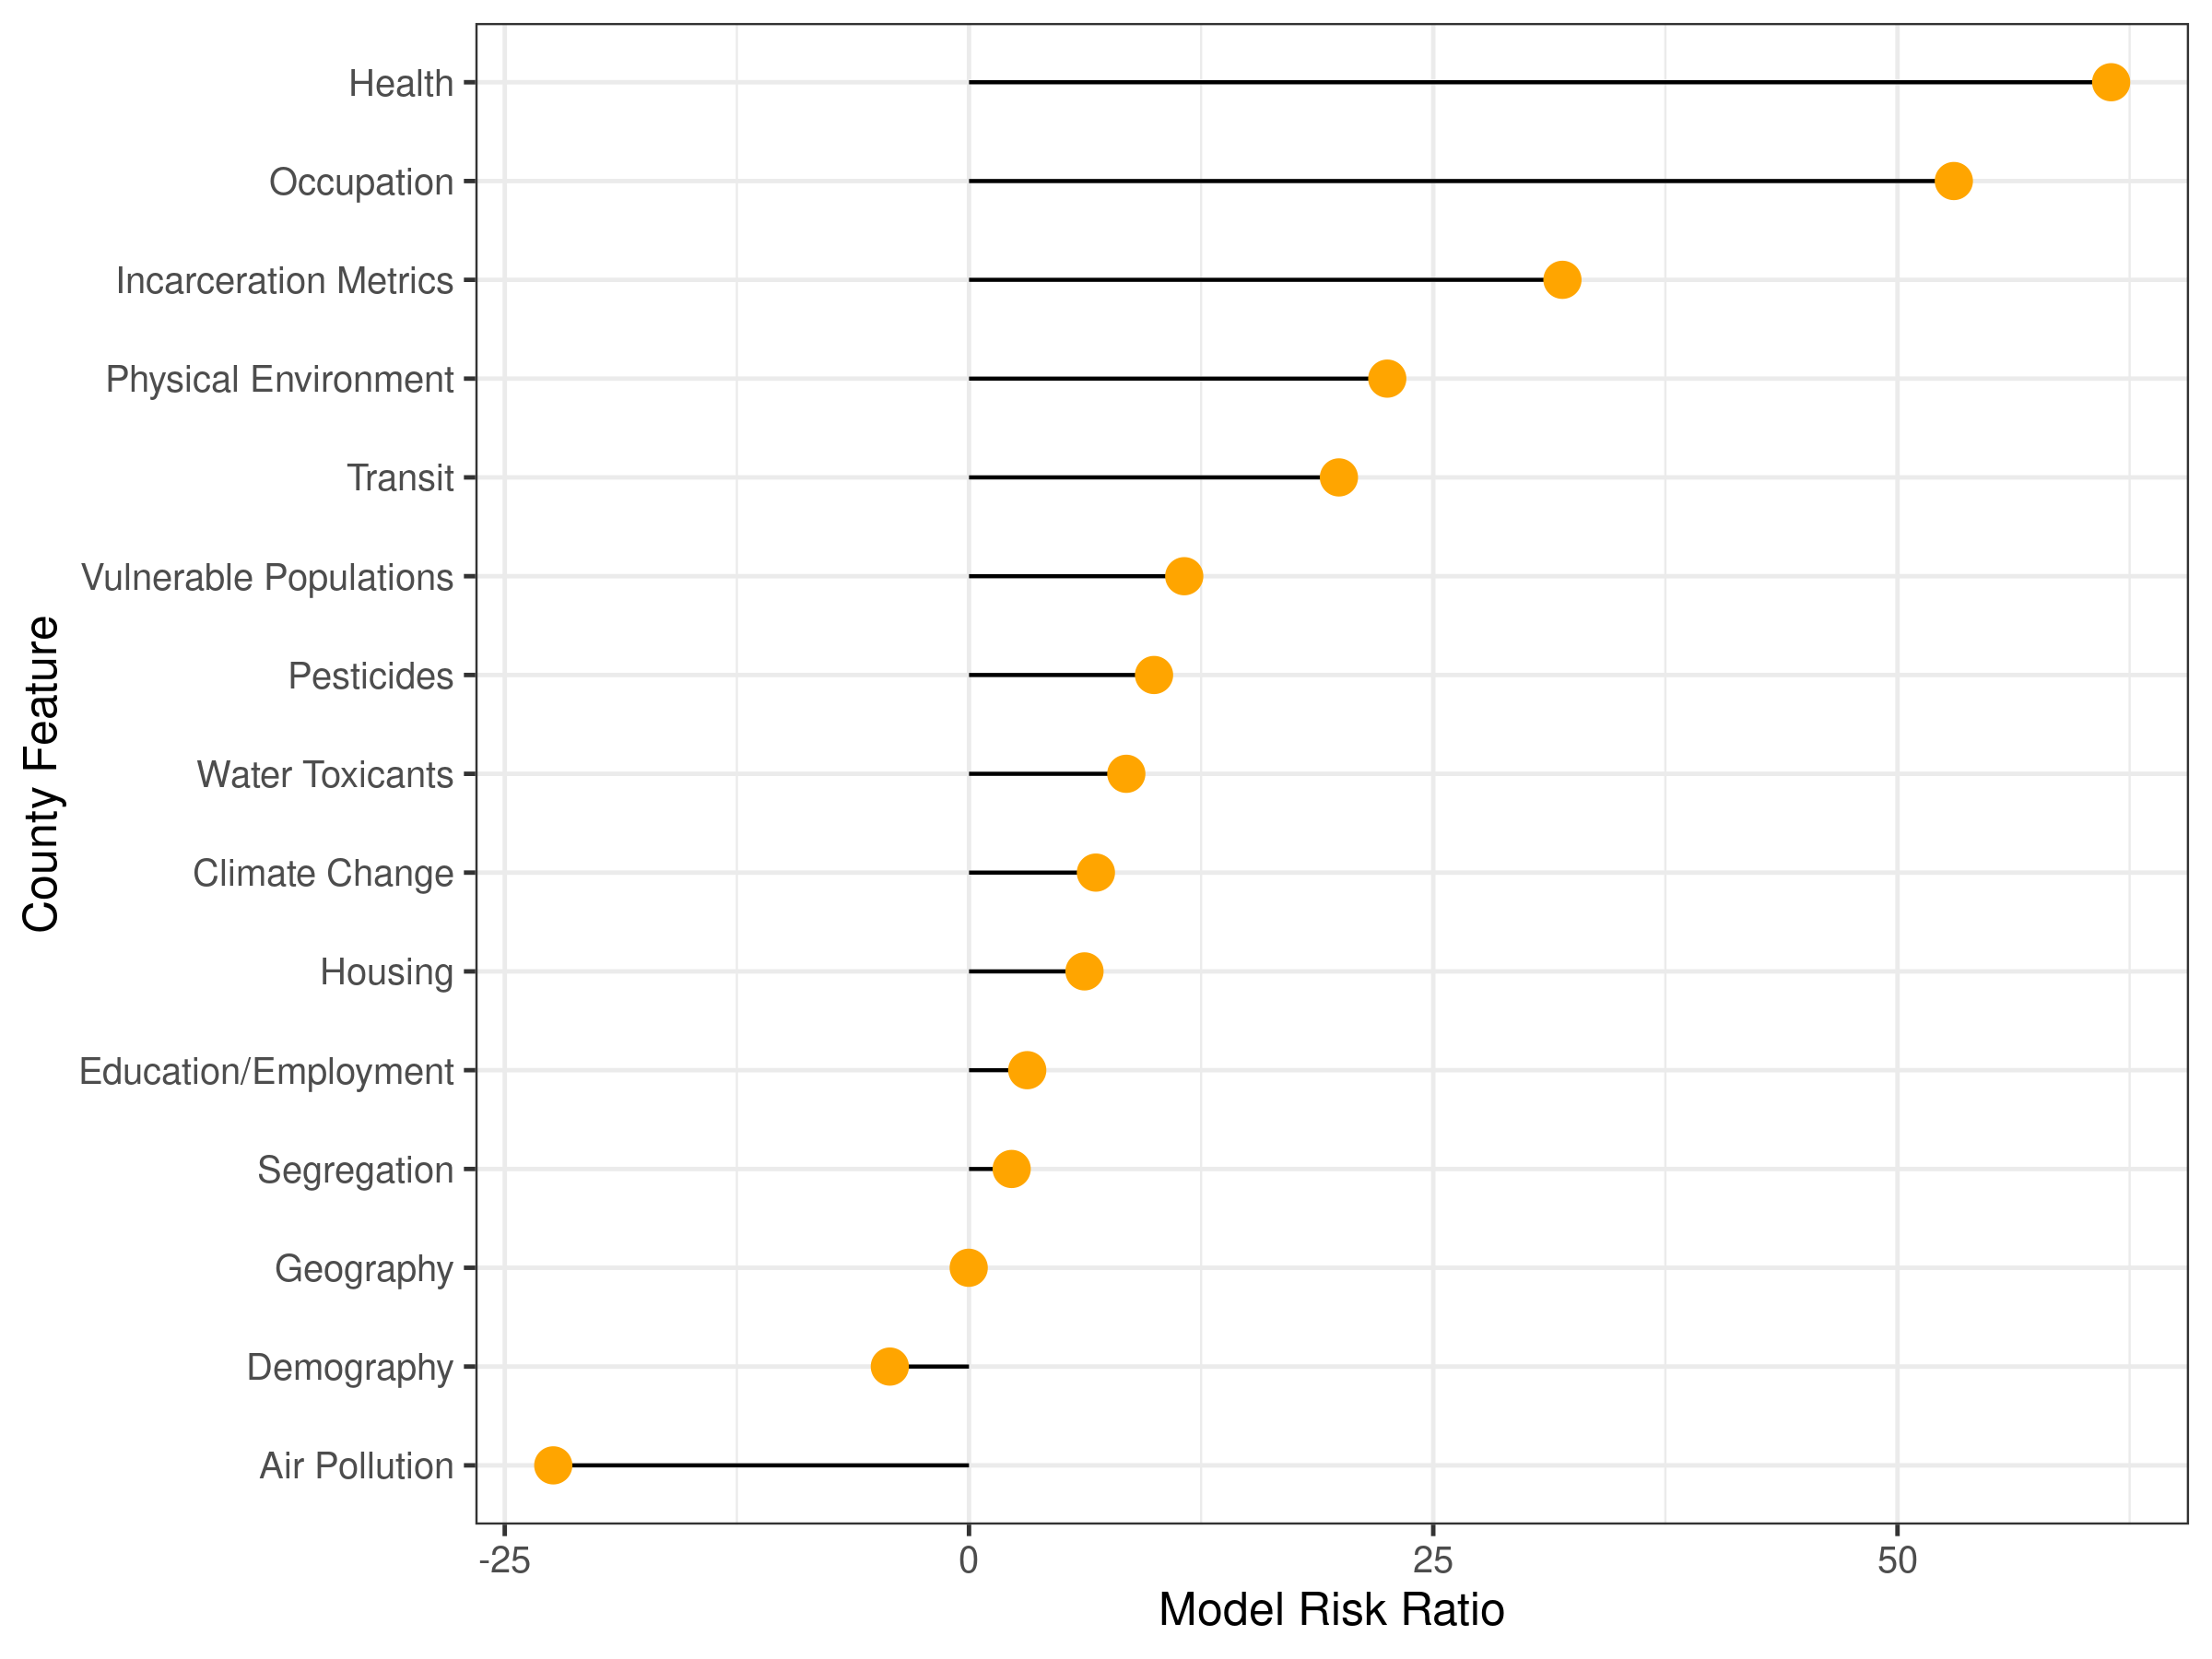 County Feature
Health
Occupation
Incarceration Metrics
Physical Environment
Transit
Vulnerable Populations
Pesticides
Water Toxicants
Climate Change
Housing
Education/Employment
Segregation
Geography
Demography
Air Pollution
-25 0 25 50
Model Risk Ratio